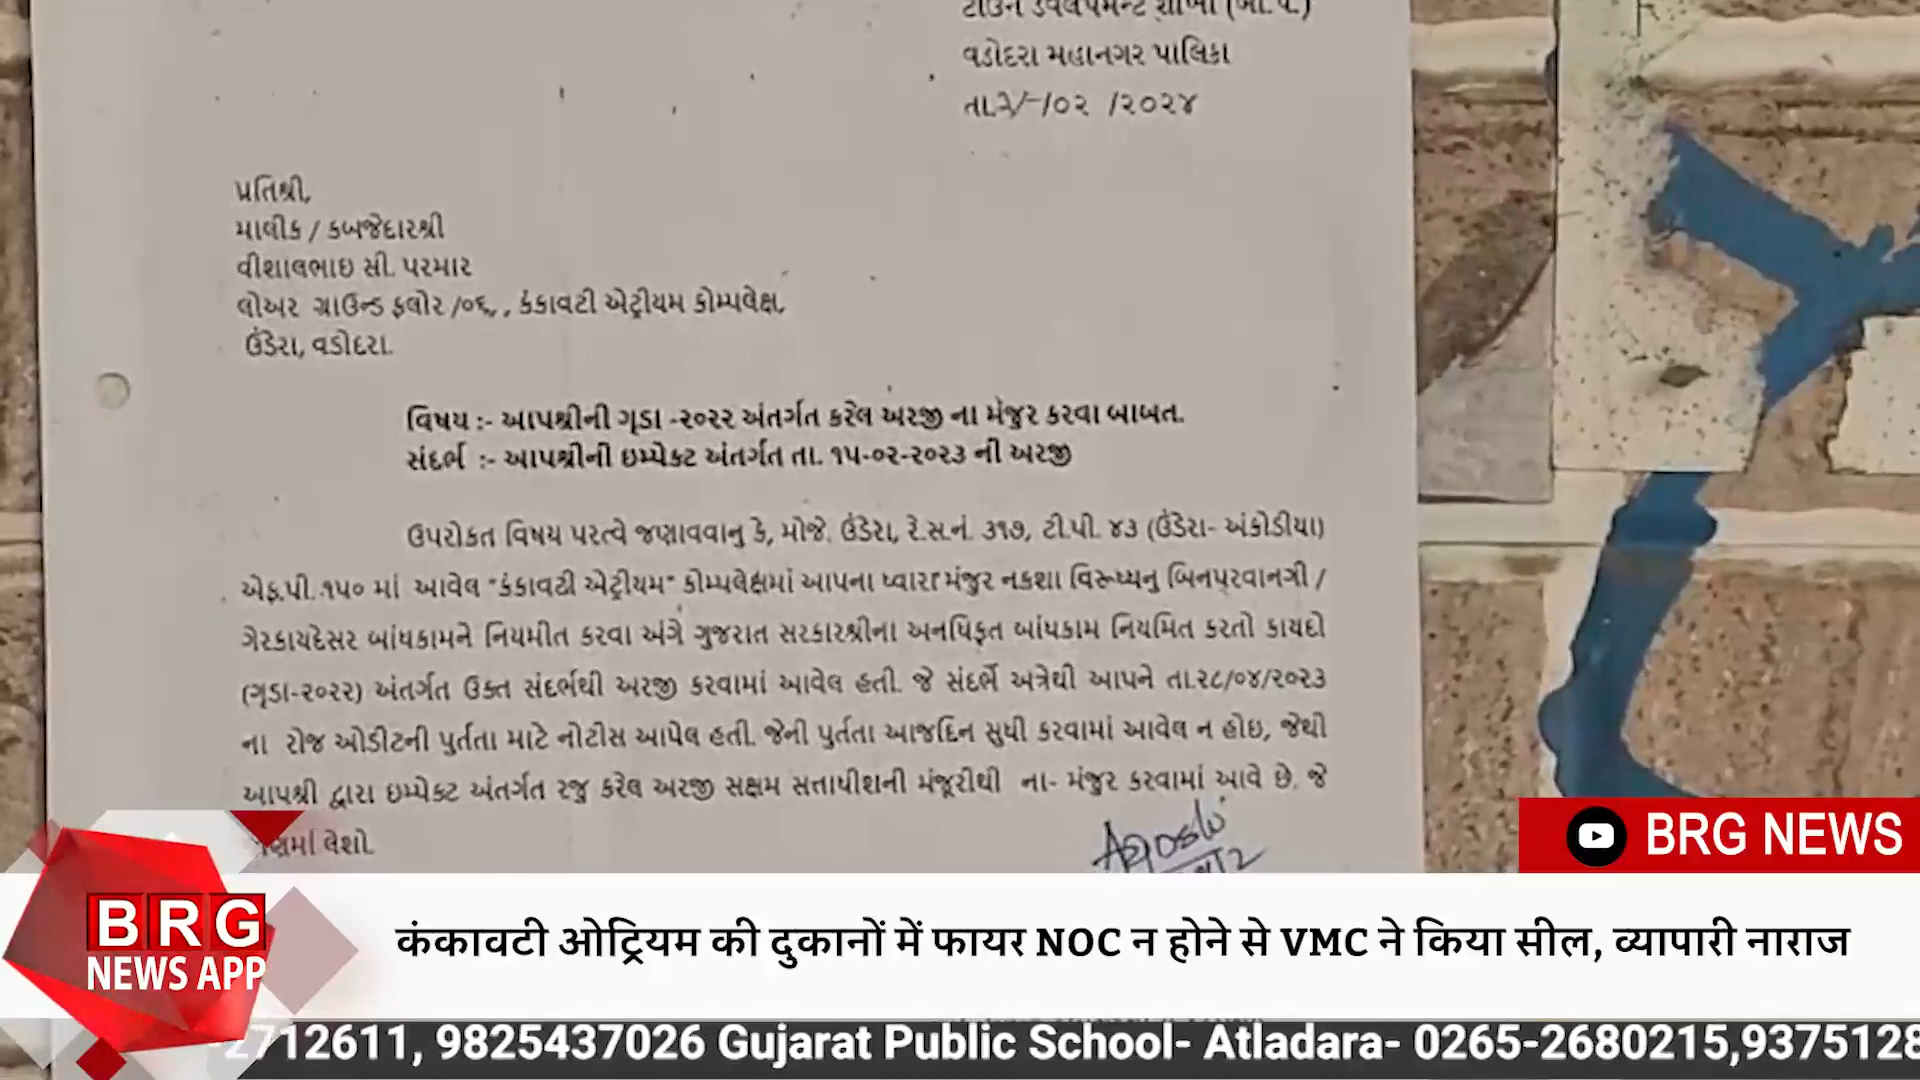 ટાઉન ડેવલપમેન્ટ શાખા (બાં.પ.)
વડોદરા મહાનગર પાલિકા
/૦૨ /૨૦૨૪
પ્રતિશ્રી,
માલીક / કબજેદારશ્રી
વીશાલભાઇ સી. પરમાર
લોઅર ગ્રાઉન્ડ ફલોર /૦૬, , કંકાવટી એટ્રીયમ કોમ્પલેક્ષ,
ઉંડેરા, વડોદરા.
વિષય :- આપશ્રીની ગૃડા -૨૦૨૨ અંતર્ગત કરેલ અરજી ના મંજુર કરવા બાબત.
સંદર્ભ :- આપશ્રીની ઇમ્પેક્ટ અંતર્ગત તા. ૧૫-૦૨-૨૦૨૩ ની અરજી
ઉપરોકત વિષય પરત્વે જણાવવાનુ કે, મોજે. ઉંડેરા, રે.સ.નં. ૩૧૭, ટી.પી. ૪૩ (ઉંડેરા- અંકોડીયા)
એફ.પી. ૧૫૦ માં આવેલ "કંકાવટી એટ્રીયમ" કોમ્પલેક્ષમાં આપના ધ્વારા મંજુર નકશા વિરૂધ્ધનુ બિનપરવાનગી /
ગેરકાયદેસર બાંધકામને નિયમીત કરવા અંગે ગુજરાત સરકારશ્રીના અનધિકૃત બાંધકામ નિયમિત કરતો કાયદો
(ગૃડા-૨૦૨૨) અંતર્ગત ઉક્ત સંદર્ભથી અરજી કરવામાં આવેલ હતી. જે સંદર્ભે અત્રેથી આપને તા.૨૮/૦૪/૨૦૨૩
ના રોજ ઓડીટની પુર્તતા માટે નોટીસ આપેલ હતી. જેની પુર્તતા આજદિન સુધી કરવામાં આવેલ ન હોઇ, જેથી
આપશ્રી દ્વારા ઇમ્પેક્ટ અંતર્ગત રજુ કરેલ અરજી સક્ષમ સત્તાધીશની મંજૂરીથી ના- મંજુર કરવામાં આવે છે. જે
લેશો.
BRG NEWS
BRG
NEWS APP
कंकावटी ओट्रियम की दुकानों में फायर NOC न होने से VMC ने किया सील, व्यापारी नाराज
2712611, 9825437026 Gujarat Public School- Atladara- 0265-2680215,9375128